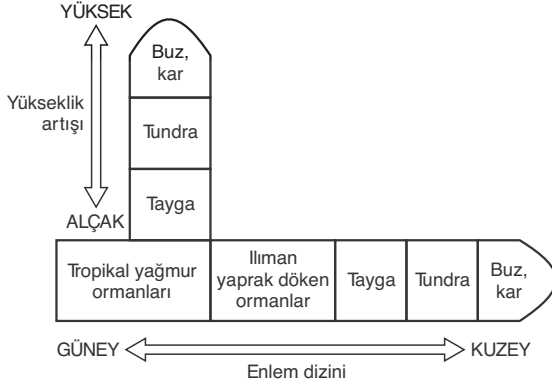 YÜKSEK
Buz,
kar
Yükseklik
artışı
Tundra
Tayga
ALÇAK
Tropikal yağmur
ormanları
Ilıman
yaprak döken
ormanlar
Tayga
Tundra
Buz,
kar
GÜNEY
KUZEY
Enlem dizini